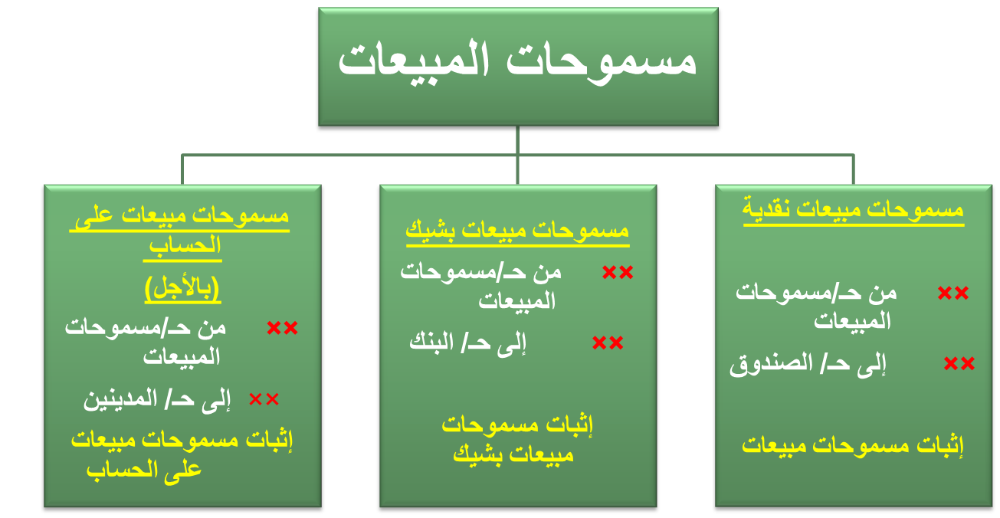 مسموحات المبيعات
مسموحات مبيعات نقدية
×× من حـ/مسموحات
المبيعات
×× إلى حـ/ الصندوق
إثبات مسموحات مبيعات
مسموحات مبيعات بشيك
×× من حـ/مسموحات
المبيعات
×× إلى حـ/ البنك
إثبات مسموحات
مبيعات بشيك
مسموحات مبيعات على
الحساب
(بالأجل)
×× من حـ/مسموحات
المبيعات
×× إلى حـ/ المدينين
إثبات مسموحات مبيعات
على الحساب